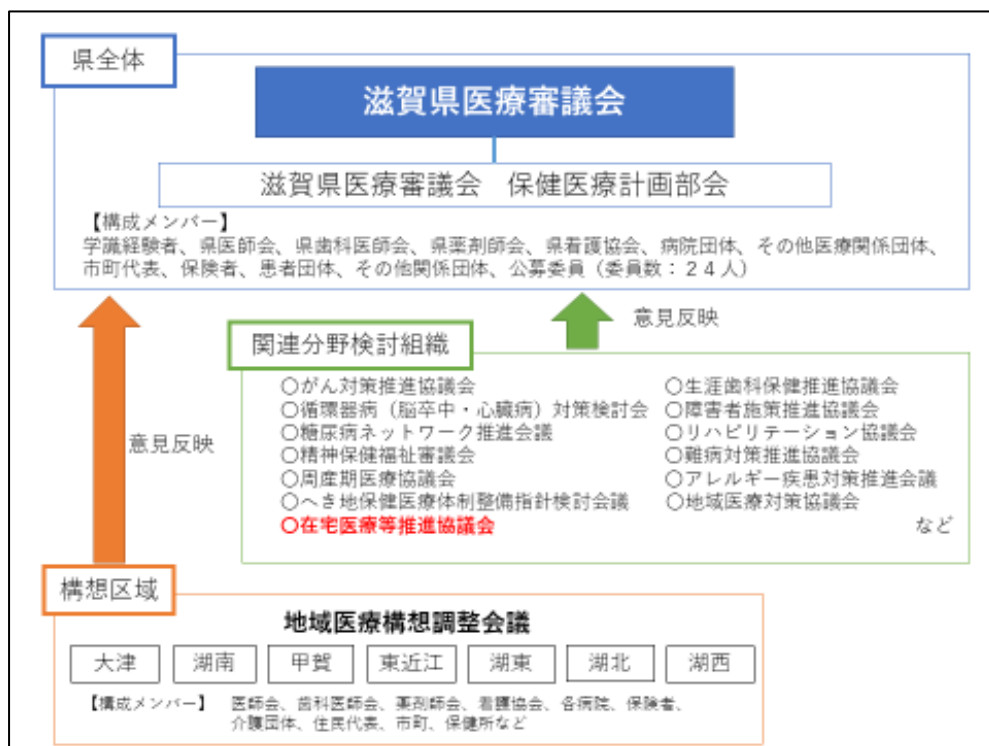 県全体
滋賀県医療審議会
滋賀県医療審議会　保健医療計画部会
【構成メンバー】
学識経験者、県医師会、県歯科医師会、県薬剤師会、県看護協会、病院団体、その他医療関係団体、
市町代表、保険者、患者団体、その他関係団体、公募委員（委員数：２４人）
意見反映
関連分野検討組織
〇がん対策推進協議会
〇循環器病（脳卒中・心臓病）対策検討会
〇糖尿病ネットワーク推進会議
〇精神保健福祉審議会
〇周産期医療協議会
〇へき地保健医療体制整備指針検討会議
〇在宅医療等推進協議会
〇生涯歯科保健推進協議会
〇障害者施策推進協議会
〇リハビリテーション協議会
〇難病対策推進協議会
〇アレルギー疾患対策推進会議
〇地域医療対策協議会
など
意見反映
構想区域
地域医療構想調整会議
大津
湖南
甲賀
東近江
湖東
湖北
湖西
【構成メンバー】　医師会、歯科医師会、薬剤師会、看護協会、各病院、保険者、
介護団体、住民代表、市町、保健所など